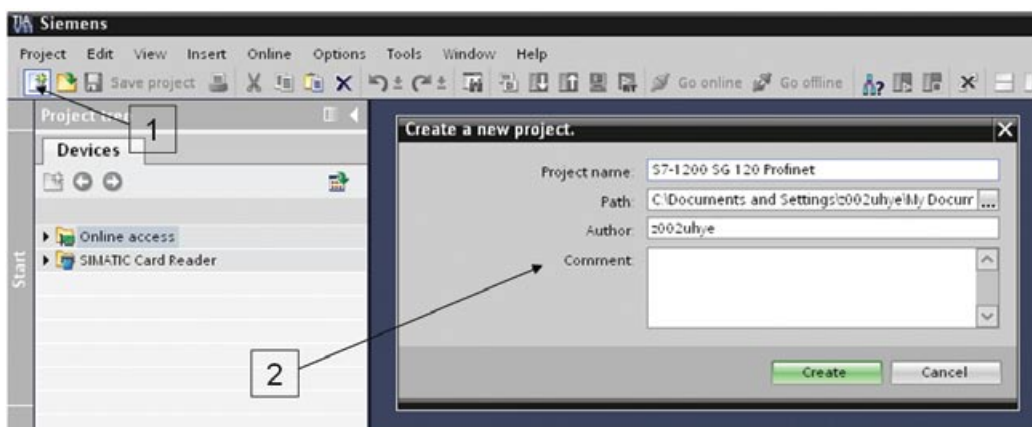 Siemens
Project Edit View Insert Online Options Tools Window Help
Save project Go online Go offline
Project tree
1
Devices
Online access
SIMATIC Card Reader
Start
Create a new project.
Project name: S7-1200 SG 120 Profinet
Path: C:\Documents and Settings\z002uhye\My Docum ...
Author: z002uhye
Comment:
2
Create Cancel